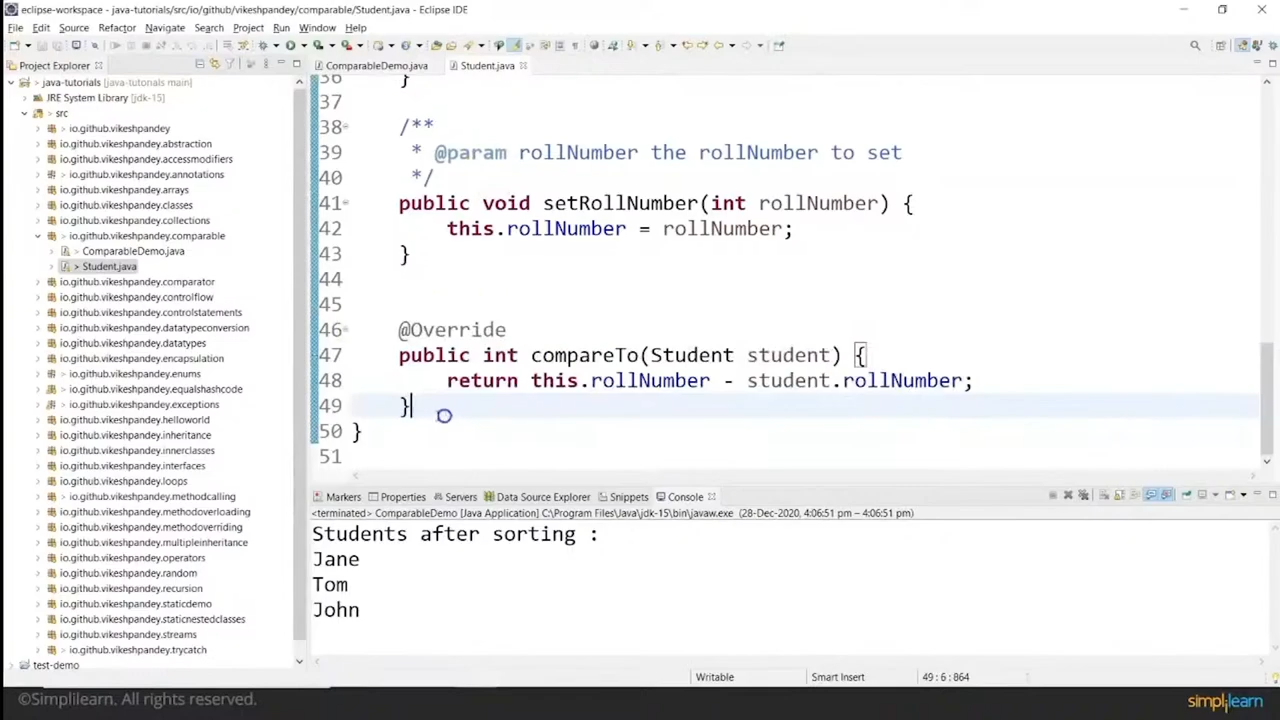 eclipse-workspace - java-tutorials/src/io/github/vikeshpandey/comparable/Student.java - Eclipse IDE
File Edit Source Refactor Navigate Search Project Run Window Help
Project Explorer
ComparableDemo.java
Student.java
java-tutorials [java-tutorials main]
JRE System Library [jdk-15]
src
io.github.vikeshpandey
io.github.vikeshpandey.abstraction
io.github.vikeshpandey.accessmodifiers
io.github.vikeshpandey.annotations
io.github.vikeshpandey.arrays
io.github.vikeshpandey.classes
io.github.vikeshpandey.collections
io.github.vikeshpandey.comparable
ComparableDemo.java
Student.java
io.github.vikeshpandey.comparator
io.github.vikeshpandey.controlflow
io.github.vikeshpandey.controlstatements
io.github.vikeshpandey.datatypeconversion
io.github.vikeshpandey.datatypes
io.github.vikeshpandey.encapsulation
io.github.vikeshpandey.enums
io.github.vikeshpandey.equalshashcode
io.github.vikeshpandey.exceptions
io.github.vikeshpandey.helloworld
io.github.vikeshpandey.inheritance
io.github.vikeshpandey.innerclasses
io.github.vikeshpandey.interfaces
io.github.vikeshpandey.loops
io.github.vikeshpandey.methodcalling
io.github.vikeshpandey.methodoverloading
io.github.vikeshpandey.methodoverriding
io.github.vikeshpandey.multipleinheritance
io.github.vikeshpandey.operators
io.github.vikeshpandey.random
io.github.vikeshpandey.recursion
io.github.vikeshpandey.staticdemo
io.github.vikeshpandey.staticnestedclasses
io.github.vikeshpandey.streams
io.github.vikeshpandey.trycatch
test-demo
36 }
37
38 /**
39 * @param rollNumber the rollNumber to set
40 */
41 public void setRollNumber(int rollNumber) {
42 this.rollNumber = rollNumber;
43 }
44
45
46 @Override
47 public int compareTo(Student student) {
48 return this.rollNumber - student.rollNumber;
49 }
50 }
51
Markers Properties Servers Data Source Explorer Snippets Console
<terminated> ComparableDemo [Java Application] C:\Program Files\Java\jdk-15\bin\javaw.exe (28-Dec-2020, 4:06:51 pm – 4:06:51 pm)
Students after sorting :
Jane
Tom
John
Writable Smart Insert 49 : 6 : 864
©Simplilearn. All rights reserved.
simplilearn